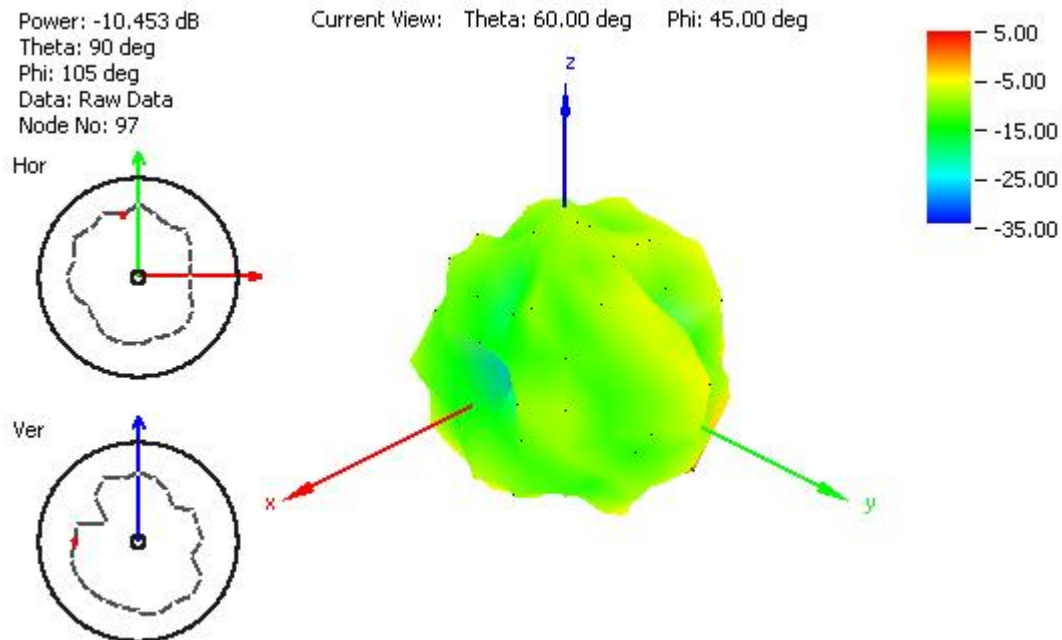 Power: -10.453 dB
Theta: 90 deg
Phi: 105 deg
Data: Raw Data
Node No: 97
Current View: Theta: 60.00 deg Phi: 45.00 deg
5.00
-5.00
-15.00
-25.00
-35.00
Hor
z
Ver
x
y